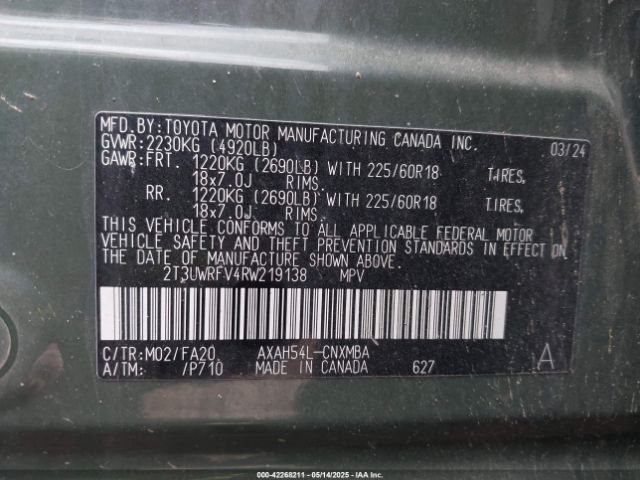 MFD.BY:TOYOTA MOTOR MANUFACTURING CANADA INC. 03/24
GVWR:2230KG (4920LB)
GAWR:FRT. 1220KG (2690LB) WITH 225/60R18 TIRES,
18x7.0J RIMS.
RR. 1220KG (2690LB) WITH 225/60R18 TIRES,
18x7.0J RIMS.
THIS VEHICLE CONFORMS TO ALL APPLICABLE FEDERAL MOTOR
VEHICLE SAFETY AND THEFT PREVENTION STANDARDS IN EFFECT ON
THE DATE OF MANUFACTURE SHOWN ABOVE.
2T3UWRFV4RW219138 MPV
C/TR:M02/FA20 AXAH54L-CNXMBA A
A/TM: /P710 MADE IN CANADA 627
000-42268211 - 05/14/2025 - IAA Inc.